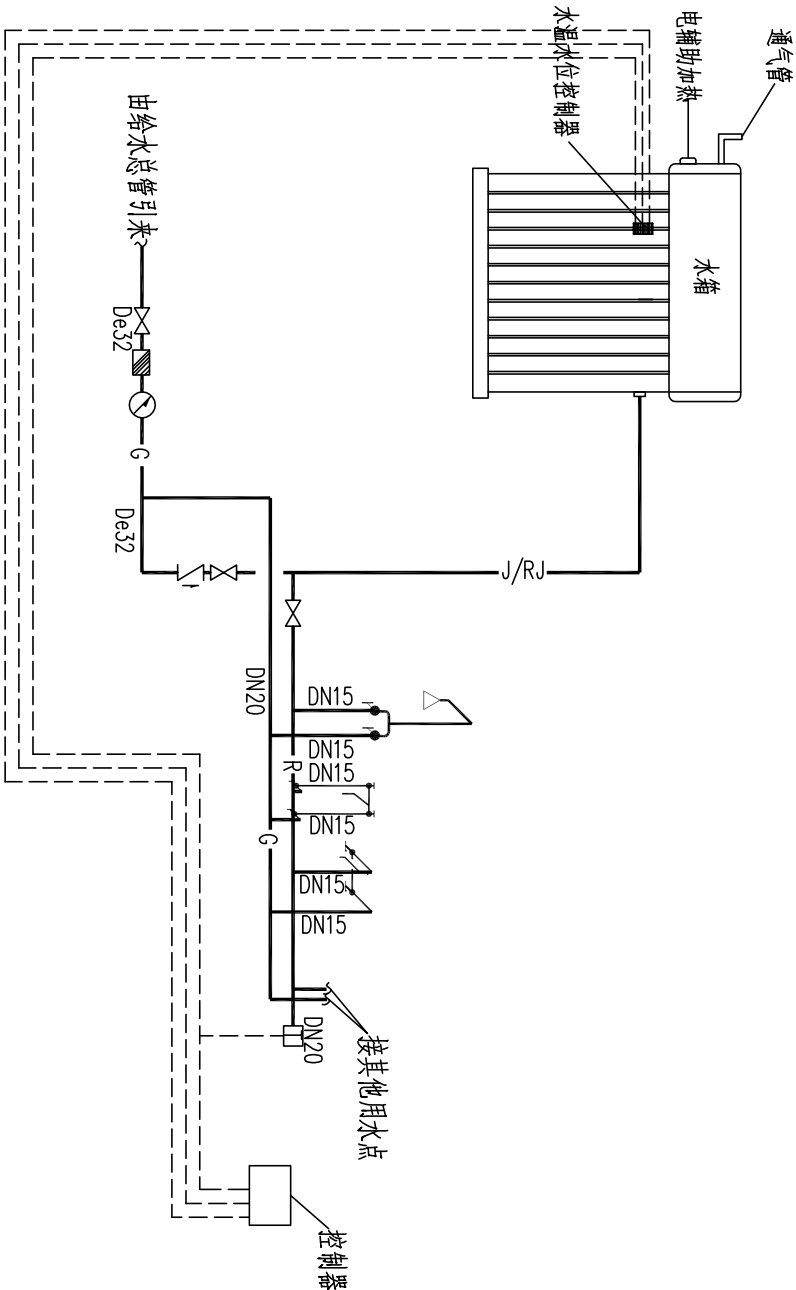 通气管
电辅助加热
水温水位控制器
水箱
由给水总管引来
De32
G
De32
J/RJ
DN20
DN15
DN15
R
DN15
DN15
G
DN15
DN15
DN20
接其他用水点
控制器